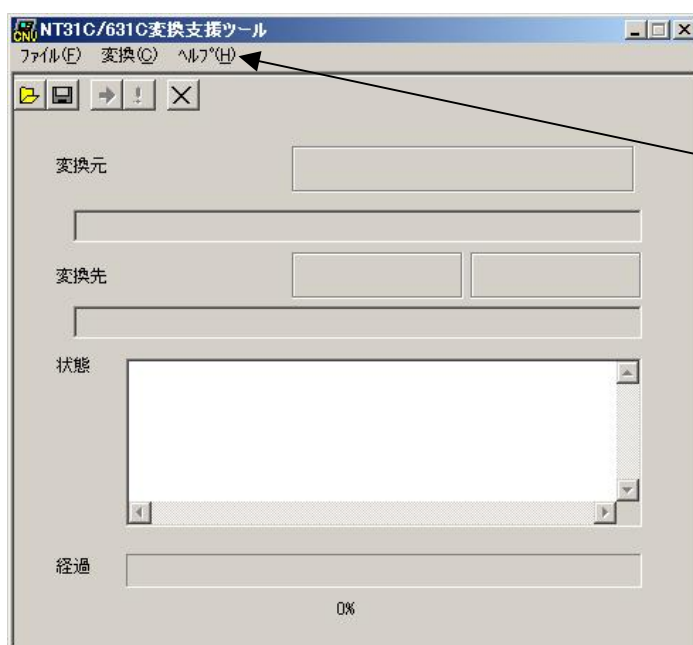 NT31C/631C変換支援ツール
ファイル(F) 変換(C) ヘルプ(H)
変換元
変換先
状態
経過
0%